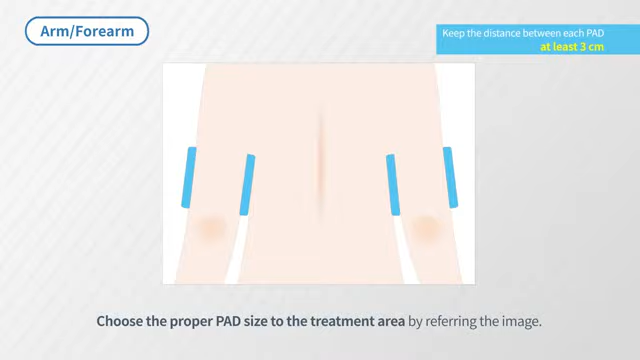 Arm/Forearm
Keep the distance between each PAD
at least 3 cm
Choose the proper PAD size to the treatment area by referring the image.